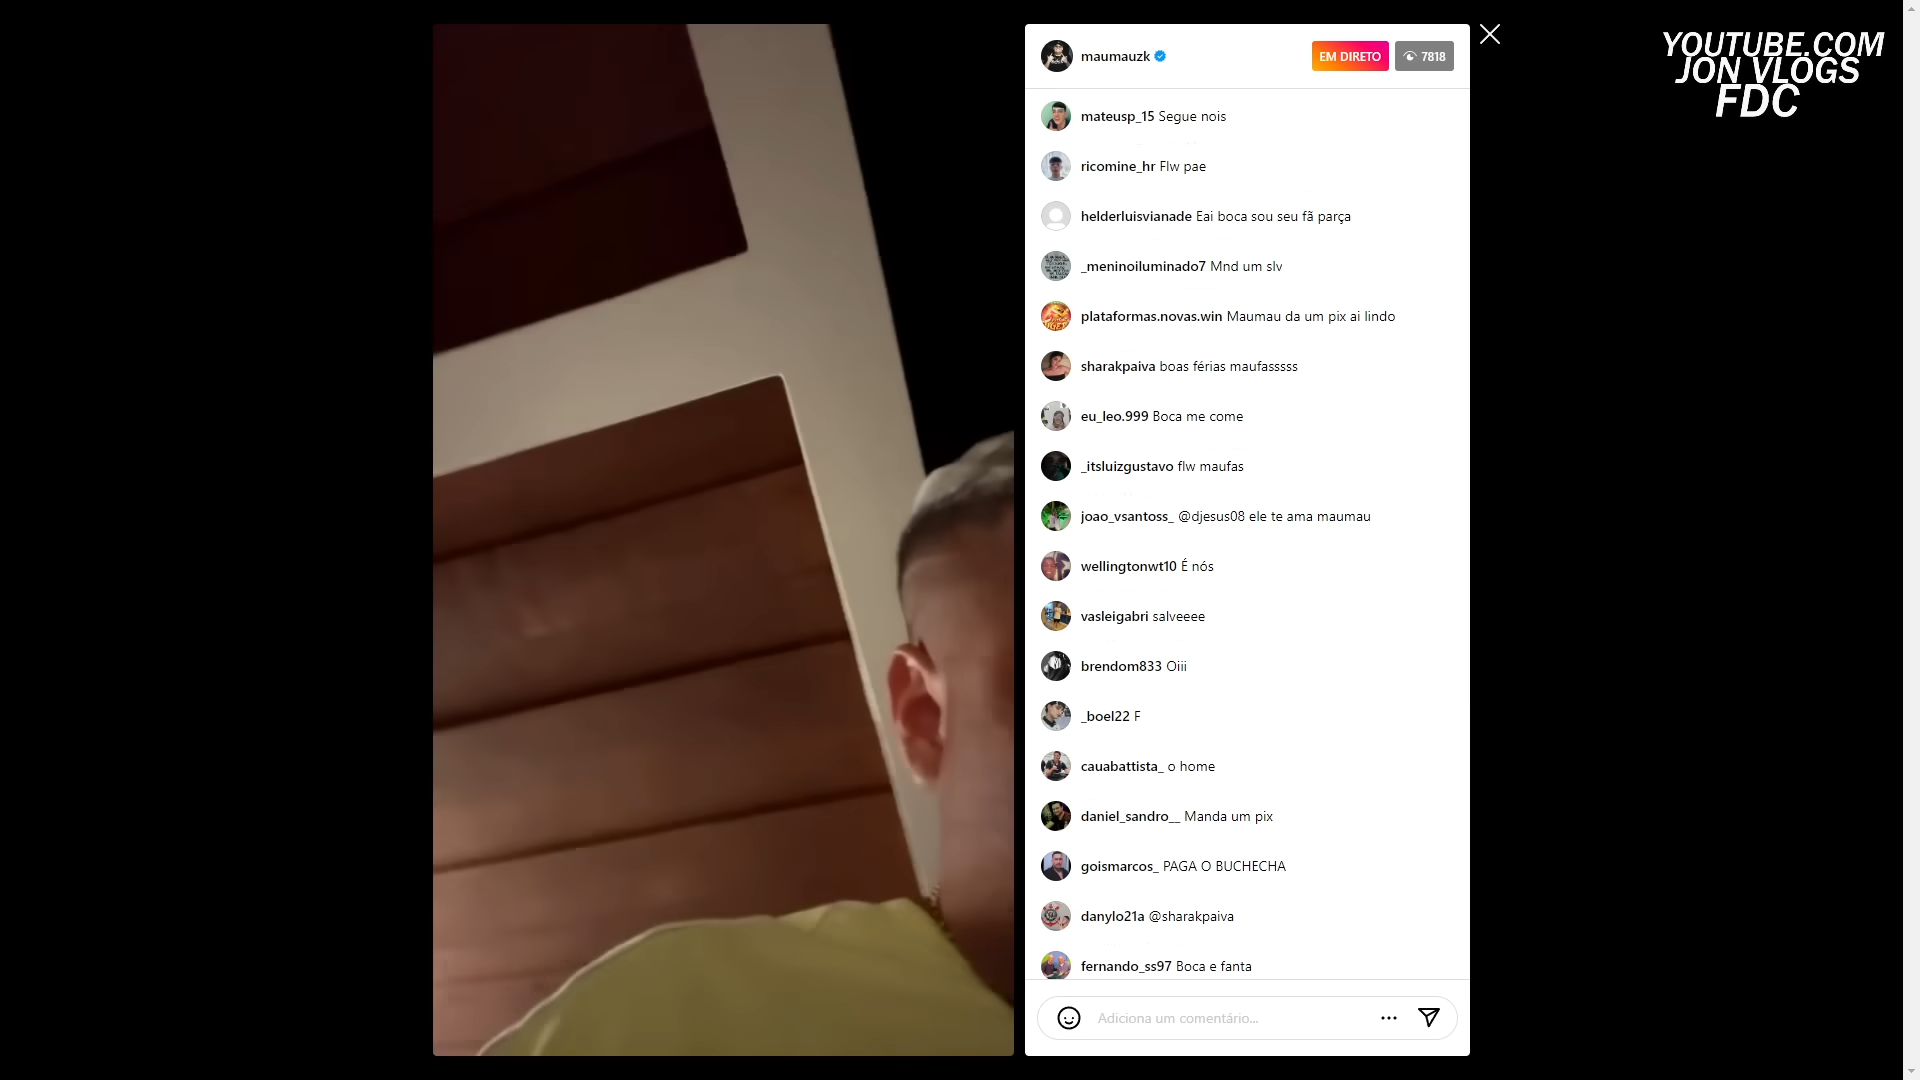 YOUTUBE.COM
JON VLOGS
FDC
maumauzk
EM DIRETO
7818
mateusp_15 Segue nois
ricomine_hr Flw pae
helderluisvianade Eai boca sou seu fã parça
_meninoiluminado7 Mnd um slv
plataformas.novas.win Maumau da um pix ai lindo
sharakpaiva boas férias maufasssss
eu_leo.999 Boca me come
_itsluizgustavo flw maufas
joao_vsantoss_ @djesus08 ele te ama maumau
wellingtonwt10 É nós
vasleigabri salveeee
brendom833 Oiii
_boel22 F
cauabattista_ o home
daniel_sandro__ Manda um pix
goismarcos_ PAGA O BUCHECHA
danylo21a @sharakpaiva
fernando_ss97 Boca e fanta
Adiciona um comentário...